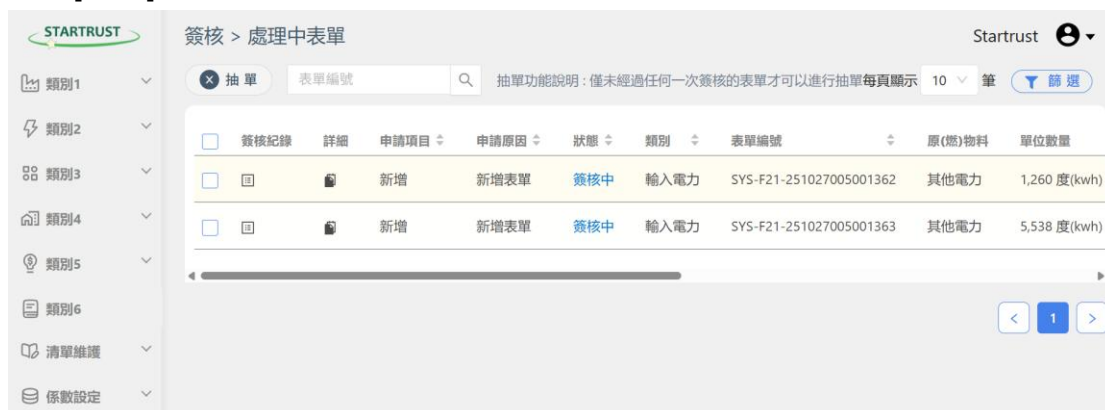 STARTRUST
簽核 > 處理中表單
Startrust
類別1
類別2
類別3
類別4
類別5
類別6
清單維護
係數設定
抽單 表單編號 抽單功能說明 : 僅未經過任何一次簽核的表單才可以進行抽單 每頁顯示 10 筆 篩選
簽核紀錄 詳細 申請項目 申請原因 狀態 類別 表單編號 原(燃)物料 單位數量
新增 新增表單 簽核中 輸入電力 SYS-F21-251027005001362 其他電力 1,260 度(kwh)
新增 新增表單 簽核中 輸入電力 SYS-F21-251027005001363 其他電力 5,538 度(kwh)
< 1 >